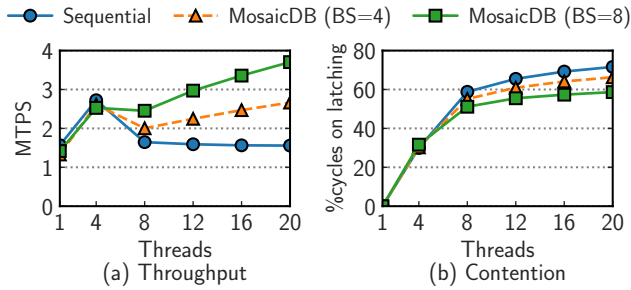 Sequential MosaicDB (BS=4) MosaicDB (BS=8)
MTPS
4
3
2
1
0
1 4 8 12 16 20
Threads
(a) Throughput
%cycles on latching
80
60
40
20
0
1 4 8 12 16 20
Threads
(b) Contention